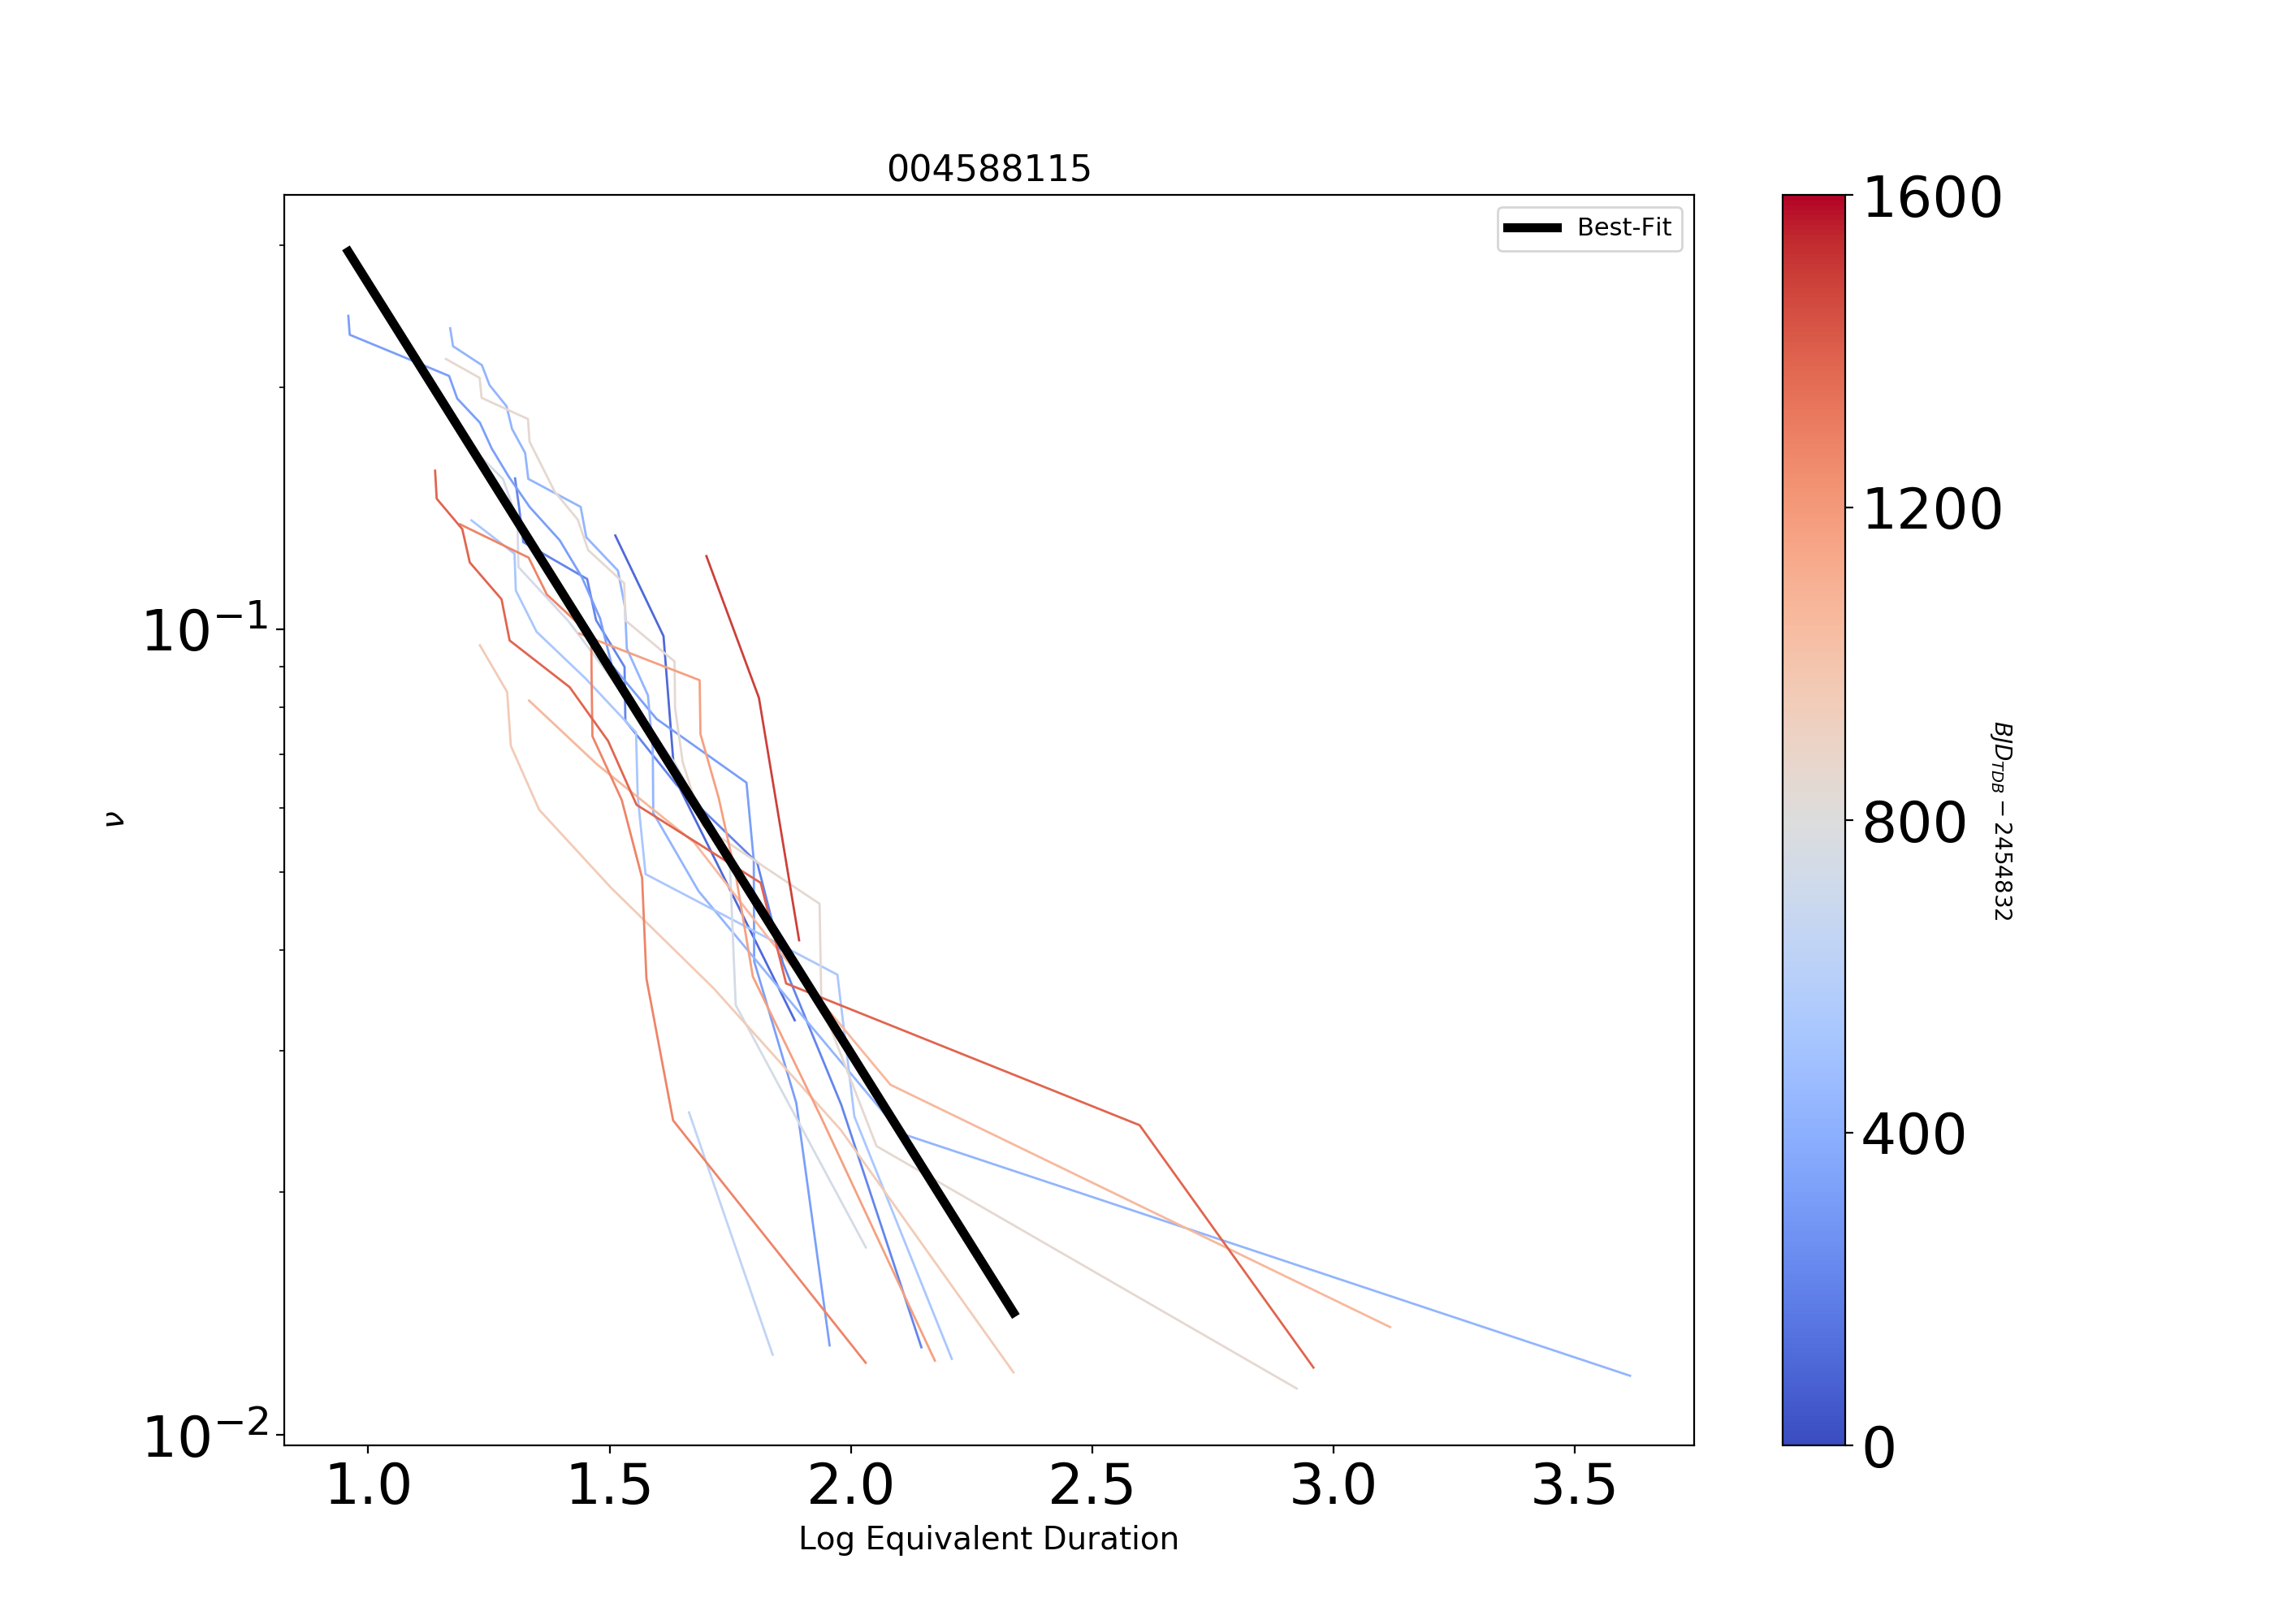 004588115
Best-Fit
10⁻¹
10⁻²
ν
1.0 1.5 2.0 2.5 3.0 3.5
Log Equivalent Duration
1600
1200
800
400
0
BJD_TDB − 2454832